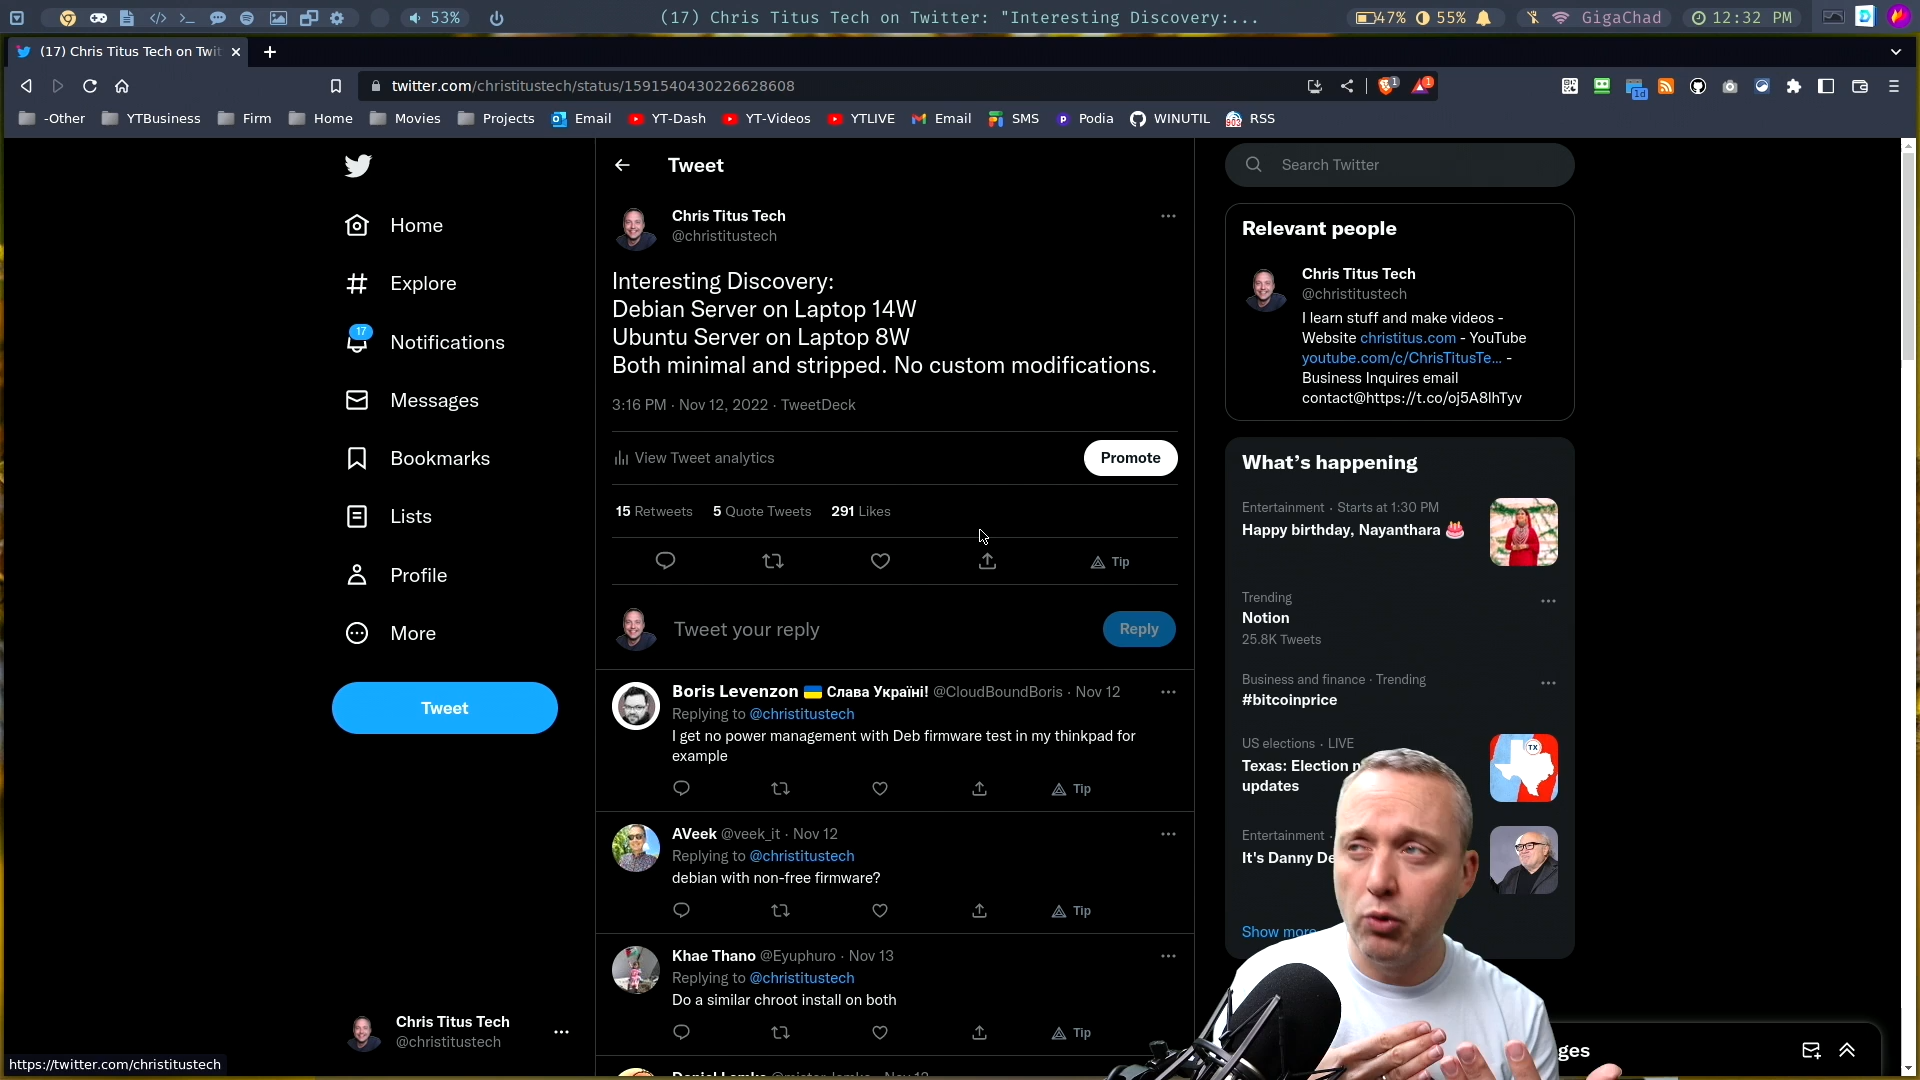 53%
(17) Chris Titus Tech on Twitter: "Interesting Discovery:...
47%
55%
GigaChad
12:32 PM
(17) Chris Titus Tech on Twit
twitter.com/christitustech/status/1591540430226628608
1
1
1d
-Other
YTBusiness
Firm
Home
Movies
Projects
Email
YT-Dash
YT-Videos
YTLIVE
Email
SMS
Podia
WINUTIL
RSS
Home
Explore
17
Notifications
Messages
Bookmarks
Lists
Profile
More
Tweet
Chris Titus Tech
@christitustech
https://twitter.com/christitustech
Tweet
Chris Titus Tech
@christitustech
Interesting Discovery:
Debian Server on Laptop 14W
Ubuntu Server on Laptop 8W
Both minimal and stripped. No custom modifications.
3:16 PM · Nov 12, 2022 · TweetDeck
View Tweet analytics
Promote
15 Retweets 5 Quote Tweets 291 Likes
Tip
Tweet your reply
Reply
Boris Levenzon 🇺🇦 Слава Україні! @CloudBoundBoris · Nov 12
Replying to @christitustech
I get no power management with Deb firmware test in my thinkpad for
example
Tip
AVeek @veek_it · Nov 12
Replying to @christitustech
debian with non-free firmware?
Tip
Khae Thano @Eyuphuro · Nov 13
Replying to @christitustech
Do a similar chroot install on both
Tip
Search Twitter
Relevant people
Chris Titus Tech
@christitustech
I learn stuff and make videos -
Website christitus.com - YouTube
youtube.com/c/ChrisTitusTe... -
Business Inquires email
contact@https://t.co/oj5A8lhTyv
What's happening
Entertainment · Starts at 1:30 PM
Happy birthday, Nayanthara 🎂
Trending
Notion
25.8K Tweets
Business and finance · Trending
#bitcoinprice
US elections · LIVE
Texas: Election
updates
TX
Entertainment ·
It's Danny
Show more